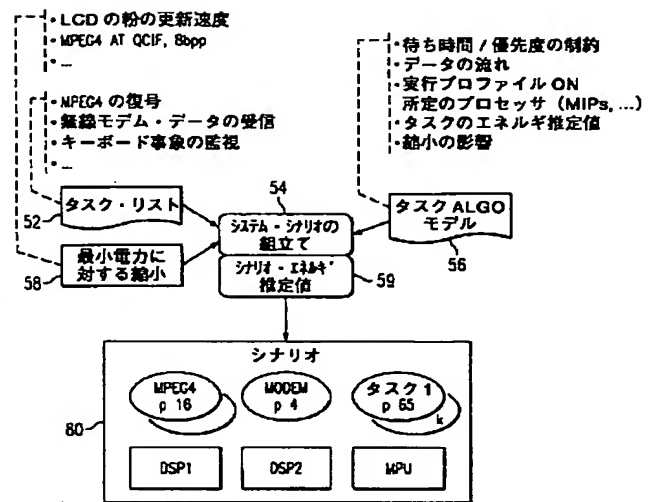 ・LCD の粉の更新速度
・MPEG4 AT QCIF, 8bpp
・...
・MPEG4 の復号
・無線モデム・データの受信
・キーボード事象の監視
・...
・待ち時間 / 優先度の制約
・データの流れ
・実行プロファイル ON
所定のプロセッサ (MIPs, ...)
・タスクのエネルギ推定値
・縮小の影響
54
52
タスク・リスト
システム・シナリオの
組立て
タスク ALGO
モデル
56
58
最小電力に
対する縮小
シナリオ・エネルギ
推定値
59
シナリオ
MPEG4
p 16
MODEM
p 4
タスク 1
p 65
k
80
DSP1
DSP2
MPU